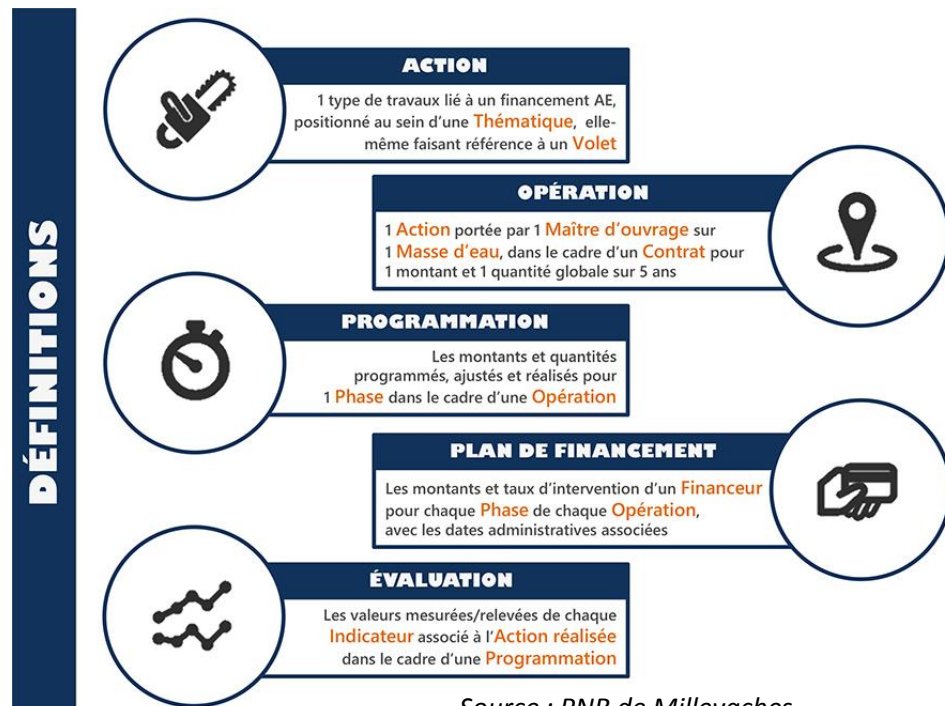 DÉFINITIONS
ACTION
1 type de travaux lié à un financement AE,
positionné au sein d'une Thématique, elle-
même faisant référence à un Volet
OPÉRATION
1 Action portée par 1 Maître d'ouvrage sur
1 Masse d'eau, dans le cadre d'un Contrat pour
1 montant et 1 quantité globale sur 5 ans
PROGRAMMATION
Les montants et quantités
programmés, ajustés et réalisés pour
1 Phase dans le cadre d'une Opération
PLAN DE FINANCEMENT
Les montants et taux d'intervention d'un Financeur
pour chaque Phase de chaque Opération,
avec les dates administratives associées
ÉVALUATION
Les valeurs mesurées/relevées de chaque
Indicateur associé à l'Action réalisée
dans le cadre d'une Programmation
Source : PNR de Millevaches